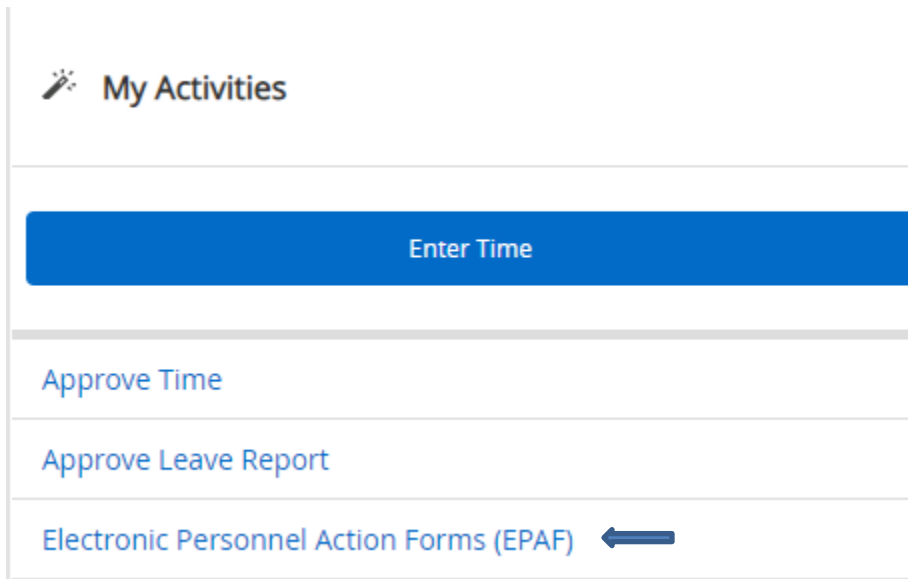 My Activities
Enter Time
Approve Time
Approve Leave Report
Electronic Personnel Action Forms (EPAF)